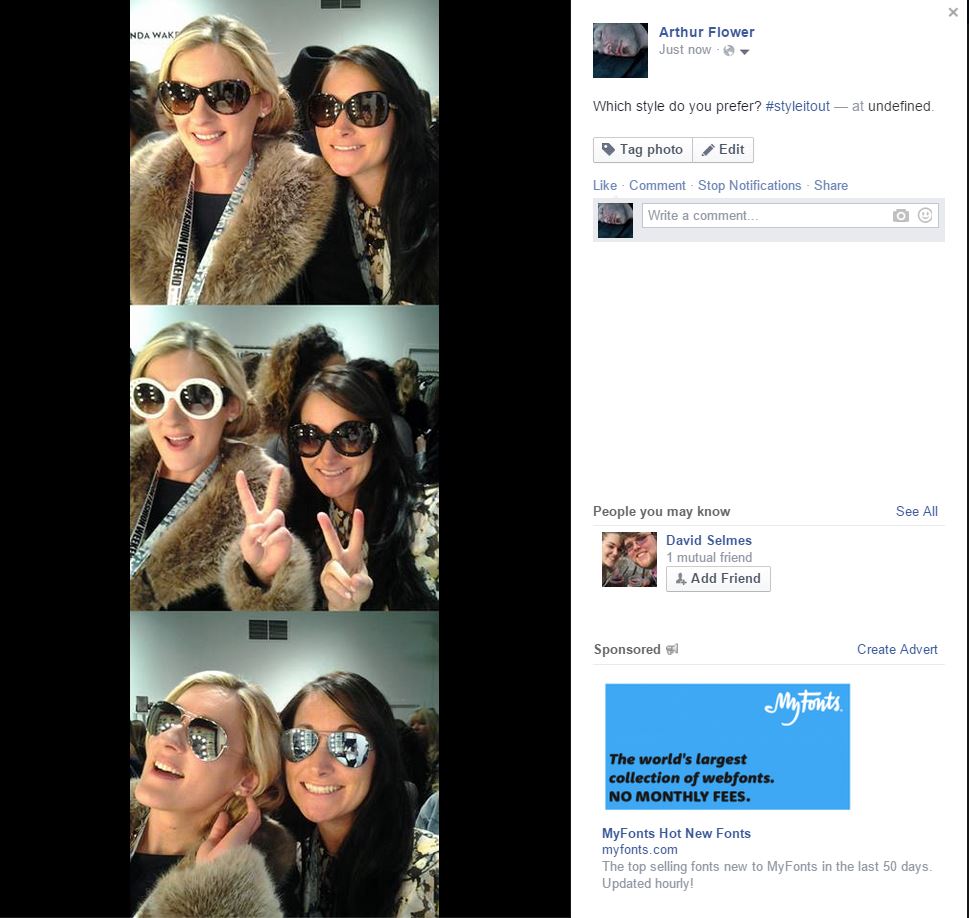 NDA WAKE
FASHION WEEKEND
Arthur Flower
Just now ·
Which style do you prefer? #styleitout — at undefined.
Tag photo Edit
Like · Comment · Stop Notifications · Share
Write a comment...
People you may know See All
David Selmes
1 mutual friend
Add Friend
Sponsored Create Advert
MyFonts
The world's largest
collection of webfonts.
NO MONTHLY FEES.
MyFonts Hot New Fonts
myfonts.com
The top selling fonts new to MyFonts in the last 50 days.
Updated hourly!